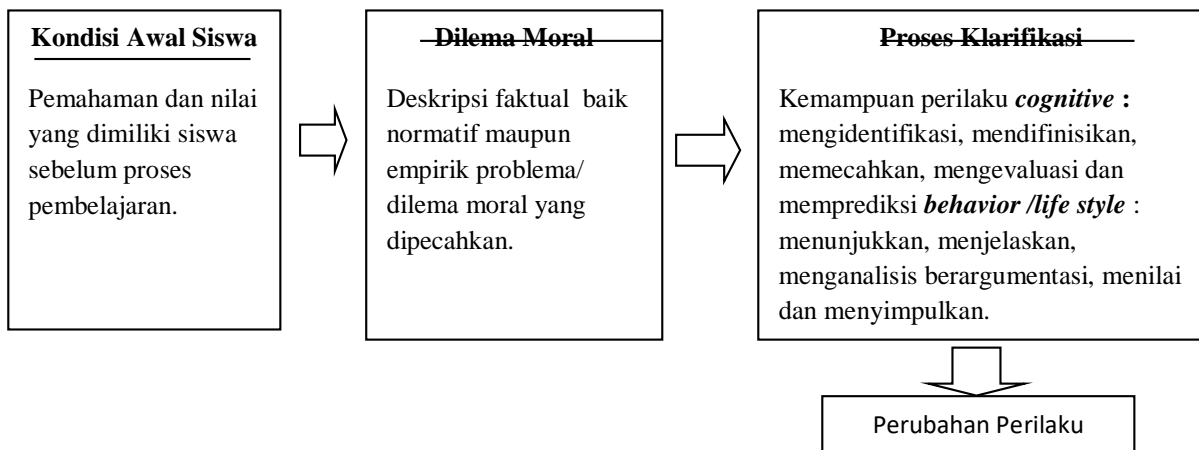 Kondisi Awal Siswa
Pemahaman dan nilai
yang dimiliki siswa
sebelum proses
pembelajaran.
Dilema Moral
Deskripsi faktual baik
normatif maupun
empirik problema/
dilema moral yang
dipecahkan.
Proses Klarifikasi
Kemampuan perilaku cognitive :
mengidentifikasi, mendifinisikan,
memecahkan, mengevaluasi dan
memprediksi behavior /life style :
menunjukkan, menjelaskan,
menganalisis berargumentasi, menilai
dan menyimpulkan.
Perubahan Perilaku